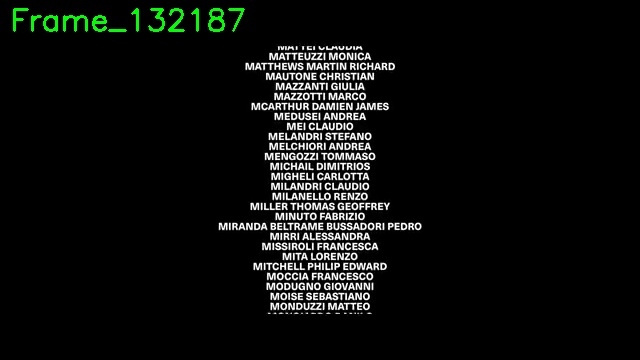 Frame_132187
MATTEI CLAUDIA
MATTEUZZI MONICA
MATTHEWS MARTIN RICHARD
MAUTONE CHRISTIAN
MAZZANTI GIULIA
MAZZOTTI MARCO
MCARTHUR DAMIEN JAMES
MEDUSEI ANDREA
MEI CLAUDIO
MELANDRI STEFANO
MELCHIORI ANDREA
MENGOZZI TOMMASO
MICHAIL DIMITRIOS
MIGHELI CARLOTTA
MILANDRI CLAUDIO
MILANELLO RENZO
MILLER THOMAS GEOFFREY
MINUTO FABRIZIO
MIRANDA BELTRAME BUSSADORI PEDRO
MIRRI ALESSANDRA
MISSIROLI FRANCESCA
MITA LORENZO
MITCHELL PHILIP EDWARD
MOCCIA FRANCESCO
MODUGNO GIOVANNI
MOISE SEBASTIANO
MONDUZZI MATTEO